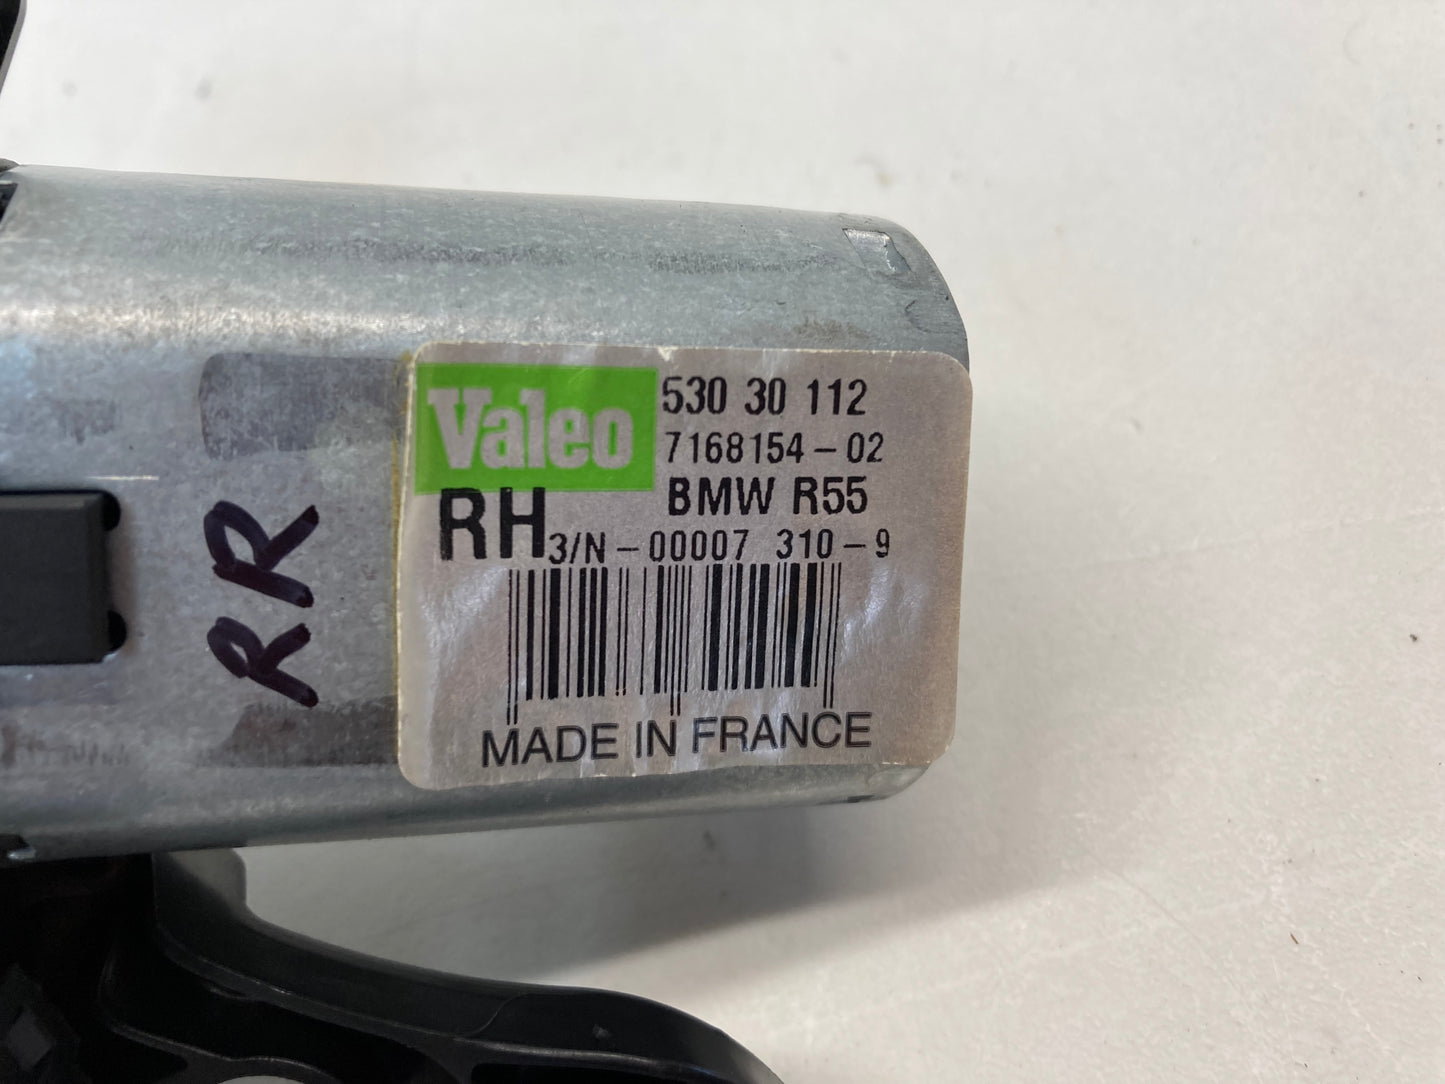 Valeo
530 30 112
7168154-02
BMW R55
RH
3/N-00007 310-9
MADE IN FRANCE
RR